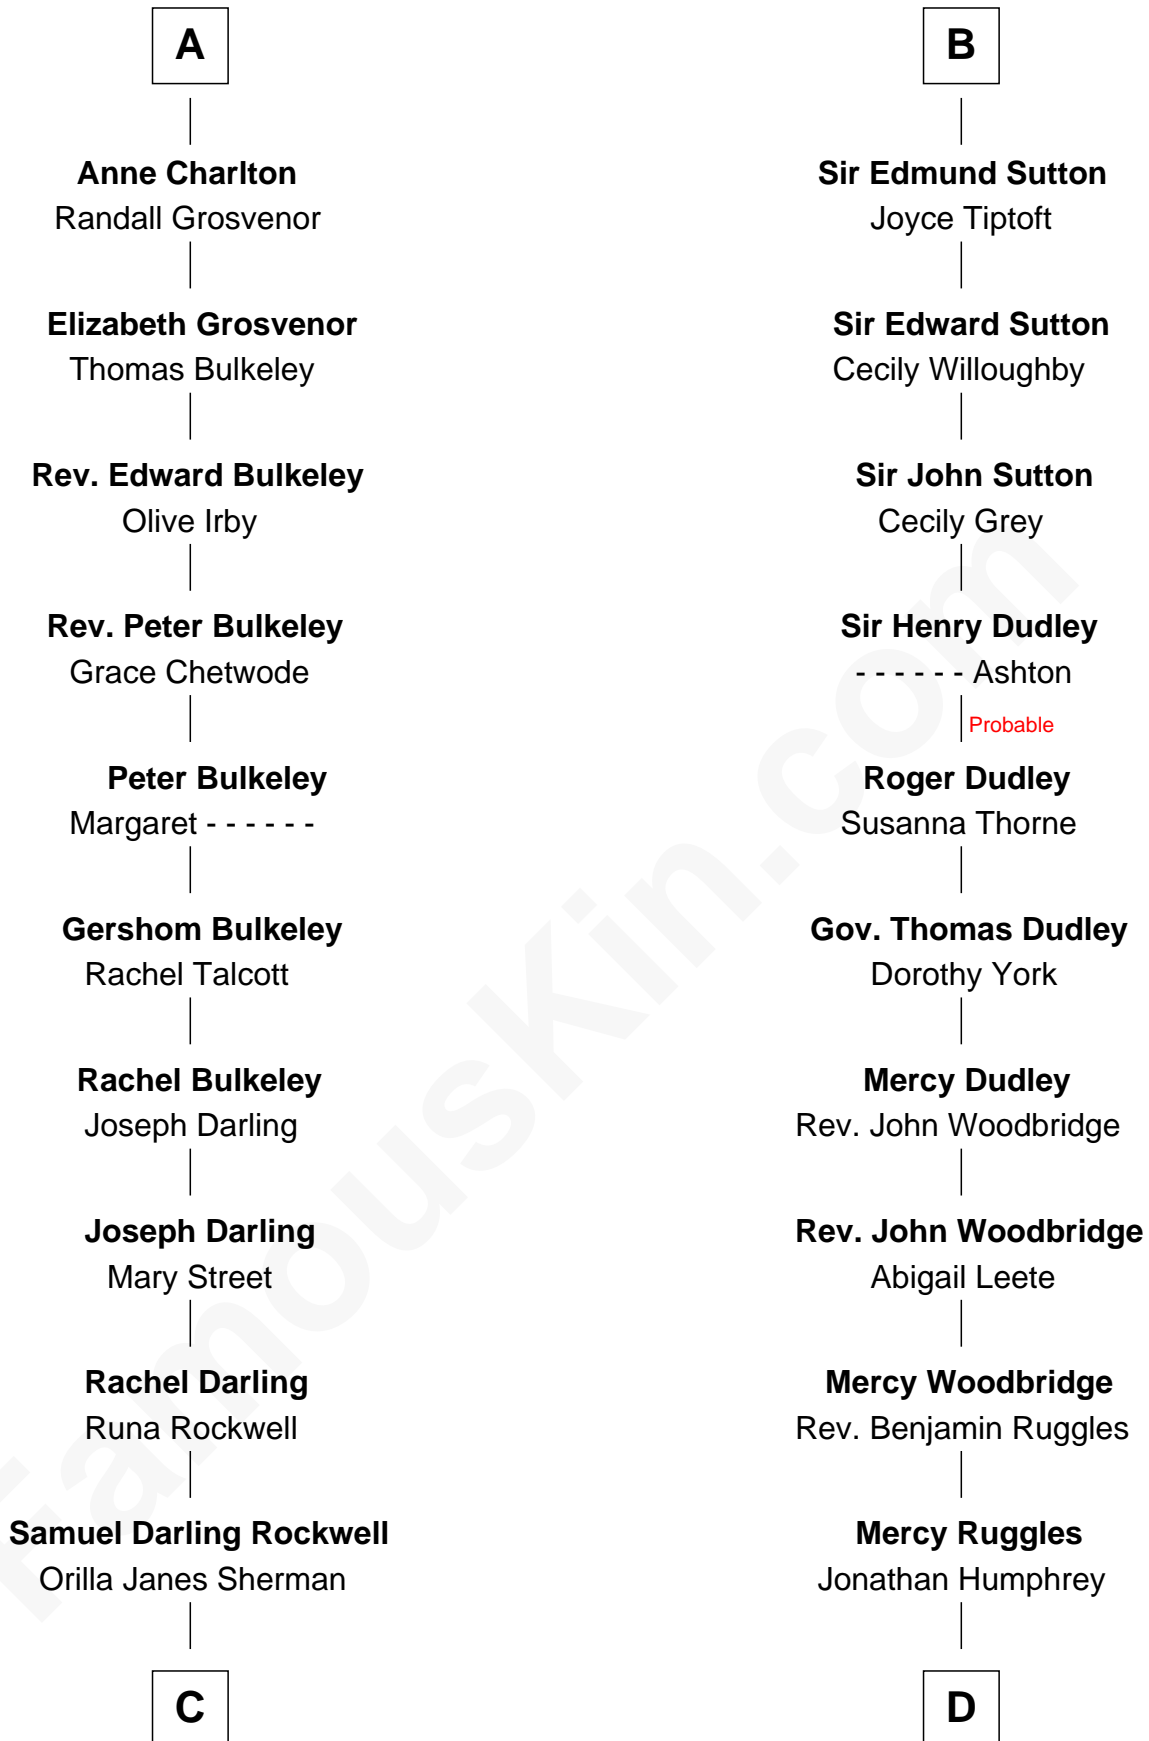 A
Anne Charlton
Randall Grosvenor
Elizabeth Grosvenor
Thomas Bulkeley
Rev. Edward Bulkeley
Olive Irby
Rev. Peter Bulkeley
Grace Chetwode
Peter Bulkeley
Margaret - - - - - -
Gershom Bulkeley
Rachel Talcott
Rachel Bulkeley
Joseph Darling
Joseph Darling
Mary Street
Rachel Darling
Runa Rockwell
Samuel Darling Rockwell
Orilla Janes Sherman
C
B
Sir Edmund Sutton
Joyce Tiptoft
Sir Edward Sutton
Cecily Willoughby
Sir John Sutton
Cecily Grey
Sir Henry Dudley
- - - - - - Ashton
Probable
Roger Dudley
Susanna Thorne
Gov. Thomas Dudley
Dorothy York
Mercy Dudley
Rev. John Woodbridge
Rev. John Woodbridge
Abigail Leete
Mercy Woodbridge
Rev. Benjamin Ruggles
Mercy Ruggles
Jonathan Humphrey
D
FamousKin.com